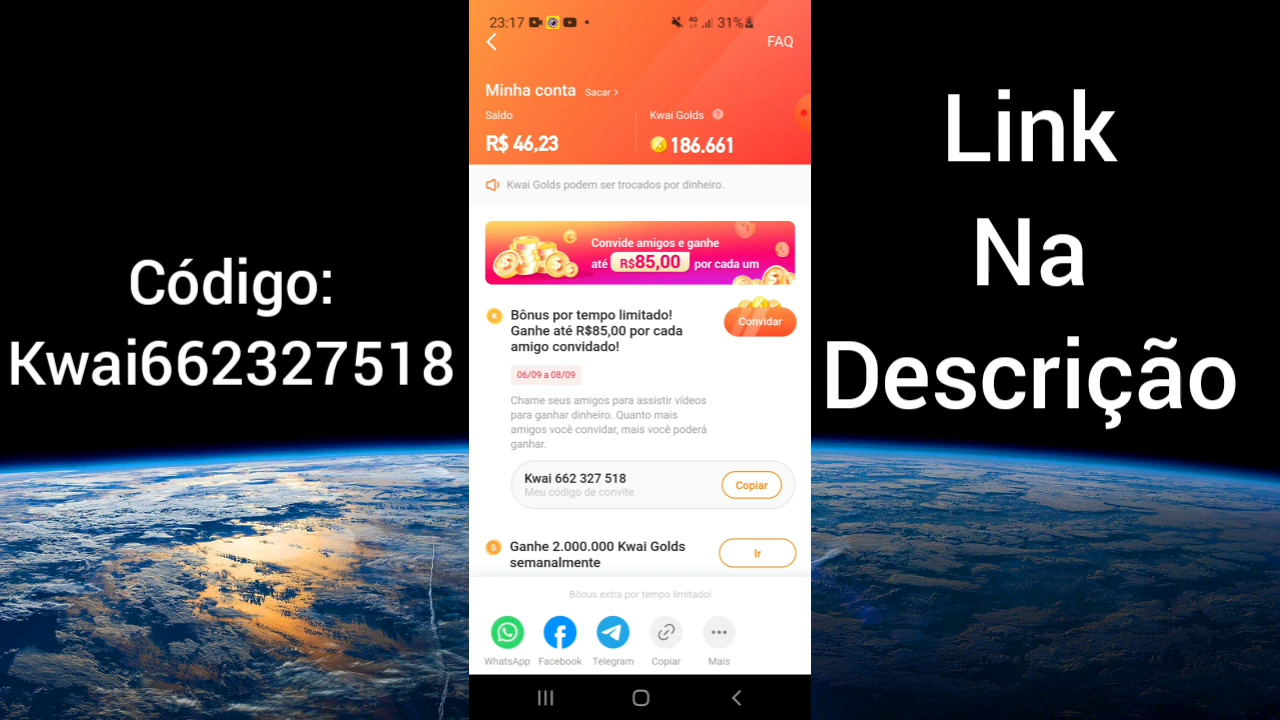 Código:
Kwai662327518
23:17
4G
31%
FAQ
Minha conta Sacar >
Saldo
Kwai Golds ?
R$ 46,23
186.661
Kwai Golds podem ser trocados por dinheiro.
Convide amigos e ganhe
até R$85,00 por cada um
Bônus por tempo limitado!
Ganhe até R$85,00 por cada
amigo convidado!
Convidar
06/09 a 08/09
Chame seus amigos para assistir vídeos
para ganhar dinheiro. Quanto mais
amigos você convidar, mais você poderá
ganhar.
Kwai 662 327 518
Meu código de convite
Copiar
Ganhe 2.000.000 Kwai Golds
semanalmente
Ir
Bônus extra por tempo limitado!
WhatsApp Facebook Telegram Copiar Mais
Link
Na
Descrição